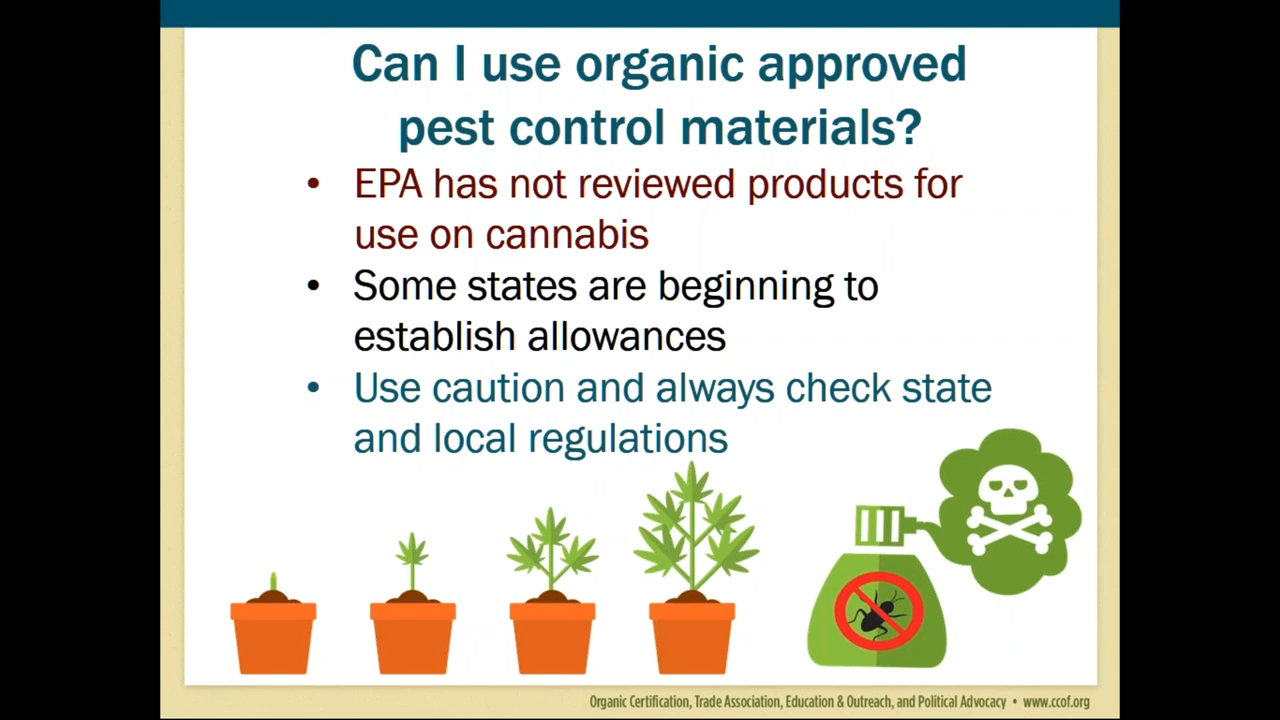 Can I use organic approved
pest control materials?
• EPA has not reviewed products for
use on cannabis
• Some states are beginning to
establish allowances
• Use caution and always check state
and local regulations
Organic Certification, Trade Association, Education & Outreach, and Political Advocacy • www.ccof.org